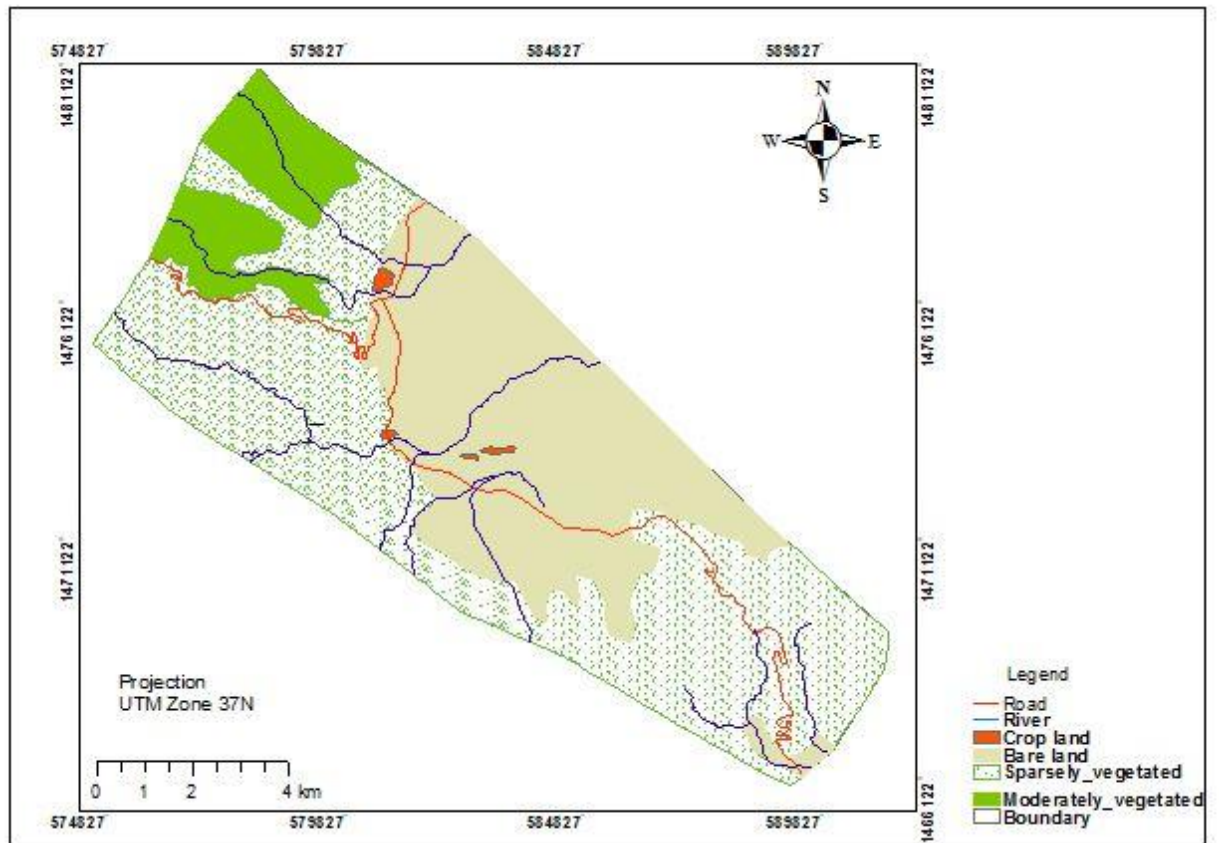 574827 579827 584827 589827
1481122
1481122
N
W E
S
1476122
1476122
1471122
1471122
Projection
UTM Zone 37N
0 1 2 4 km
Legend
Road
River
Crop land
Bare land
Sparsely_vegetated
Moderately_vegetated
Boundary
1466122
574827 579827 584827 589827